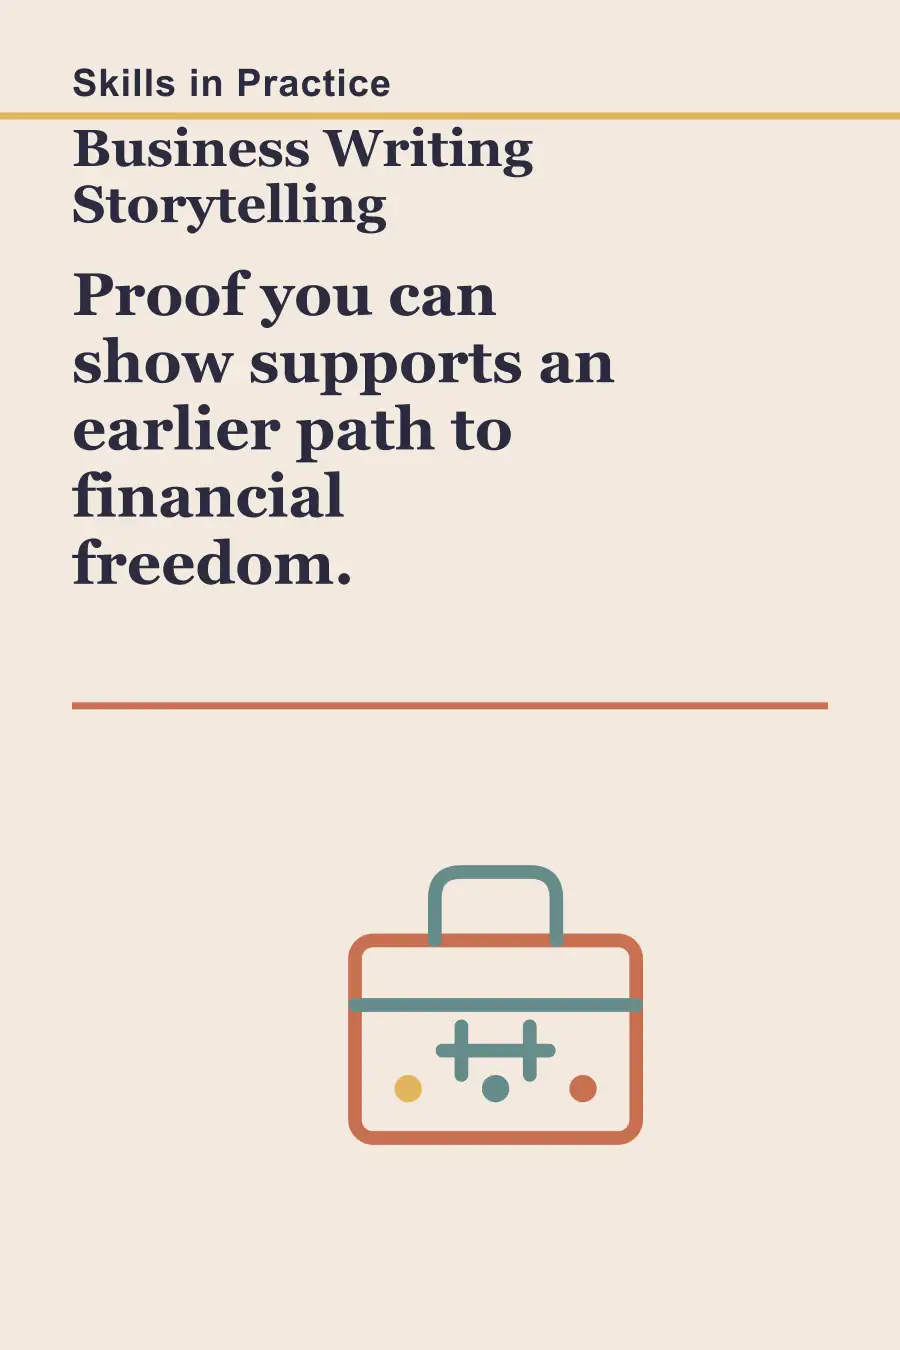 Skills in Practice
Business Writing
Storytelling
Proof you can
show supports an
earlier path to
financial
freedom.